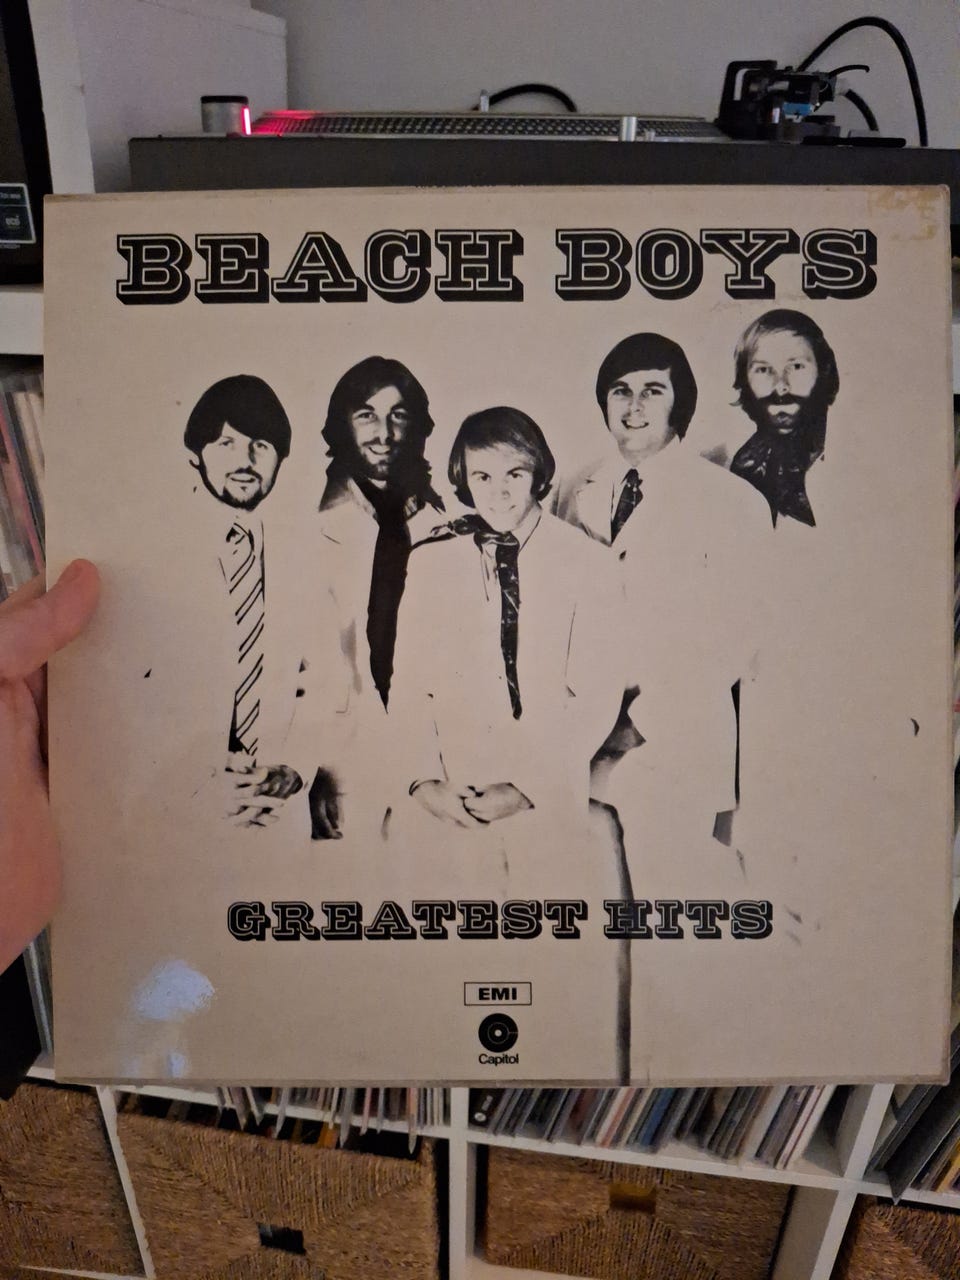 BEACH BOYS
GREATEST HITS
EMI
Capitol